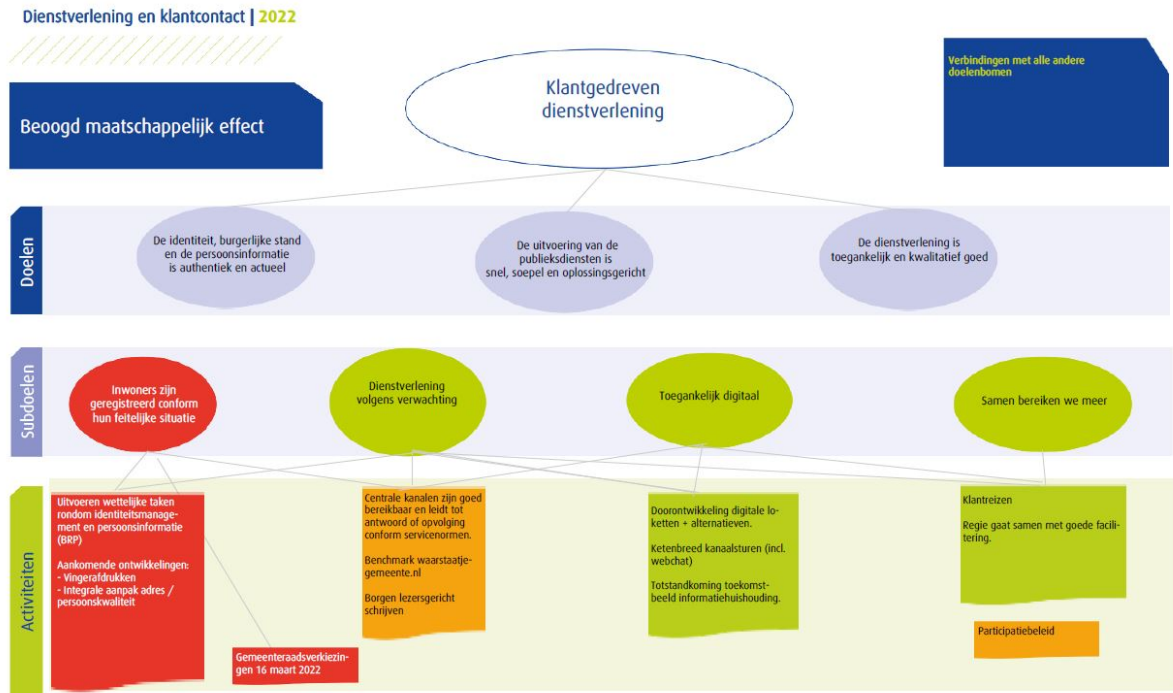 Dienstverlening en klantcontact | 2022
Beoogd maatschappelijk effect
Klantgedreven
dienstverlening
Verbindingen met alle andere
doelenbomen
Doelen
De identiteit, burgerlijke stand
en de persoonsinformatie
is authentiek en actueel
De uitvoering van de
publieksdiensten is
snel, soepel en oplossingsgericht
De dienstverlening is
toegankelijk en kwalitatief goed
Subdoelen
Inwoners zijn
geregistreerd conform
hun feitelijke situatie
Dienstverlening
volgens verwachting
Toegankelijk digitaal
Samen bereiken we meer
Activiteiten
Uitvoeren wettelijke taken
rondom identiteitsmanage-
ment en persoonsinformatie
(BRP)
Aankomende ontwikkelingen:
- Vingerafdrukken
- Integrale aanpak adres /
persoonskwaliteit
Gemeenteraadsverkiezin-
gen 16 maart 2022
Centrale kanalen zijn goed
bereikbaar en leidt tot
antwoord of opvolging
conform servicenormen.
Benchmark waarstaatje-
gemeente.nl
Borgen lezersgericht
schrijven
Doorontwikkeling digitale lo-
ketten + alternatieven.
Ketenbreed kanaalsturen (incl.
webchat)
Totstandkoming toekomst-
beeld informatiehuishouding.
Klantreizen
Regie gaat samen met goede facili-
tering.
Participatiebeleid